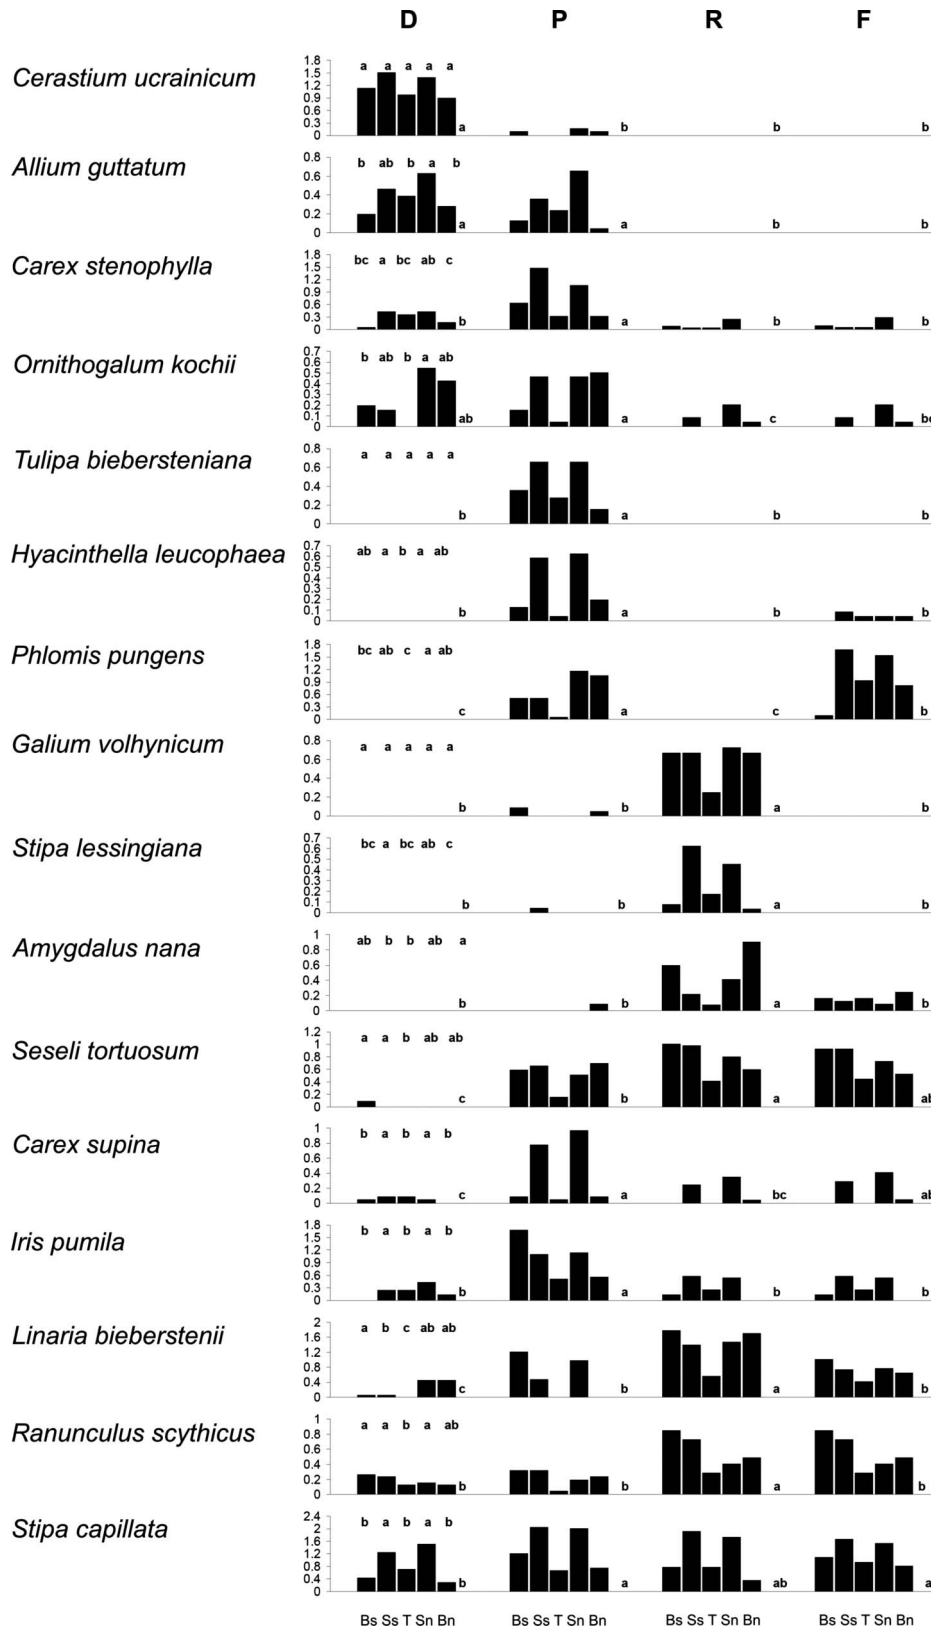 D P R F
Cerastium ucrainicum
1.8 a a a a a
1.5
1.2
0.9
0.6
0.3
0 a b b b
Allium guttatum
0.8 b ab b a b
0.6
0.4
0.2
0 a a b b
Carex stenophylla
1.8 bc a bc ab c
1.5
1.2
0.9
0.6
0.3
0 b a b b
Ornithogalum kochii
0.7 b ab b a ab
0.6
0.5
0.4
0.3
0.2
0.1
0 ab a c bc
Tulipa biebersteniana
0.8 a a a a a
0.6
0.4
0.2
0 b a b b
Hyacinthella leucophaea
0.7 ab a b a ab
0.6
0.5
0.4
0.3
0.2
0.1
0 b a b b
Phlomis pungens
1.8 bc ab c a ab
1.5
1.2
0.9
0.6
0.3
0 c a c b
Galium volhynicum
0.8 a a a a a
0.6
0.4
0.2
0 b b a b
Stipa lessingiana
0.7 bc a bc ab c
0.6
0.5
0.4
0.3
0.2
0.1
0 b b a b
Amygdalus nana
1 ab b b ab a
0.8
0.6
0.4
0.2
0 b b a b
Seseli tortuosum
1.2 a a b ab ab
1
0.8
0.6
0.4
0.2
0 c b a ab
Carex supina
1 b a b a b
0.8
0.6
0.4
0.2
0 c a bc ab
Iris pumila
1.8 b a b a b
1.5
1.2
0.9
0.6
0.3
0 b a b b
Linaria bieberstenii
2 a b c ab ab
1.6
1.2
0.8
0.4
0 c b a b
Ranunculus scythicus
1 a a b a ab
0.8
0.6
0.4
0.2
0 b b a b
Stipa capillata
2.4 b a b a b
2
1.6
1.2
0.8
0.4
0 b a ab a
Bs Ss T Sn Bn Bs Ss T Sn Bn Bs Ss T Sn Bn Bs Ss T Sn Bn